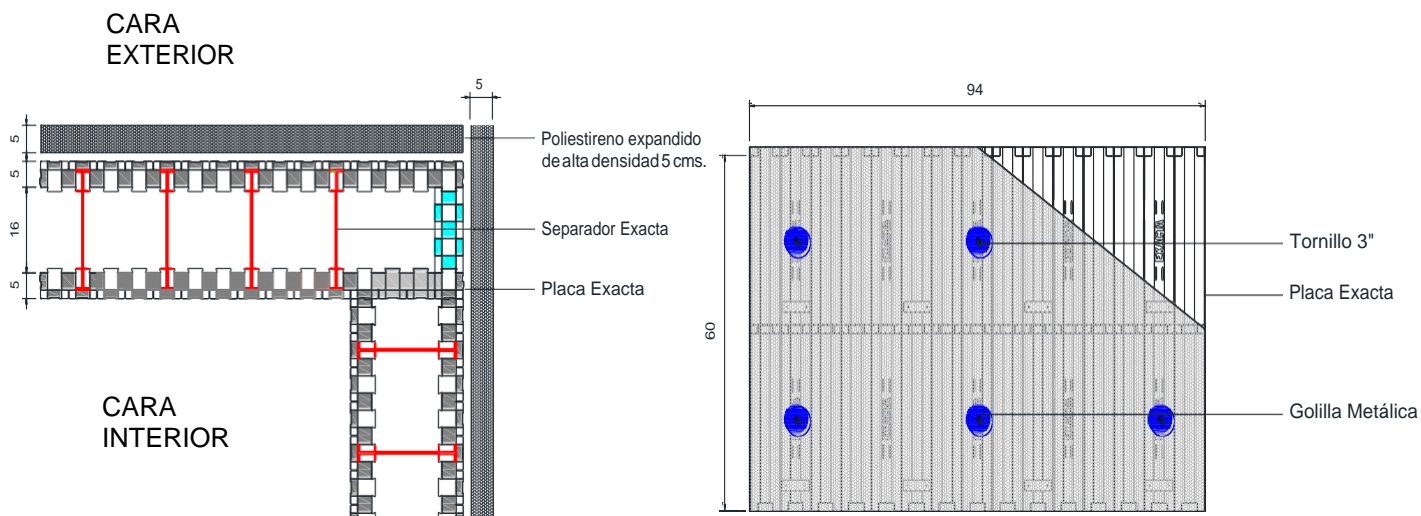 CARA
EXTERIOR
5
94
5
Poliestireno expandido
de alta densidad 5 cms.
5
16
Separador Exacta
5
Placa Exacta
CARA
INTERIOR
60
Tornillo 3"
Placa Exacta
Golilla Metálica